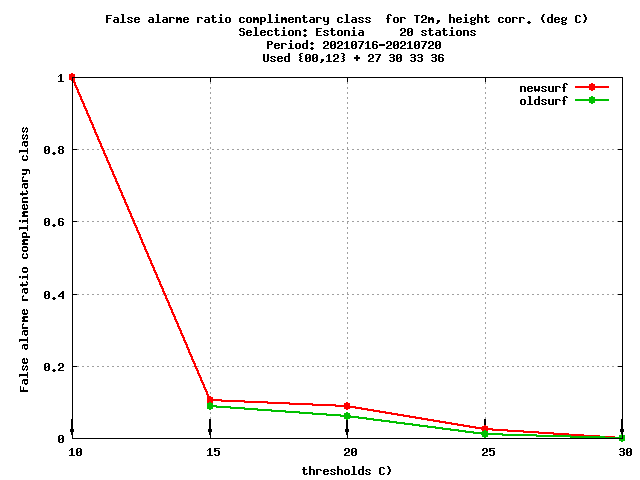 False alarme ratio complimentary class  for T2m, height corr. (deg C)
Selection: Estonia     20 stations
Period: 20210716-20210720
Used {00,12} + 27 30 33 36
newsurf
oldsurf
False alarme ratio complimentary class
1
0.8
0.6
0.4
0.2
0
10 15 20 25 30
thresholds C)